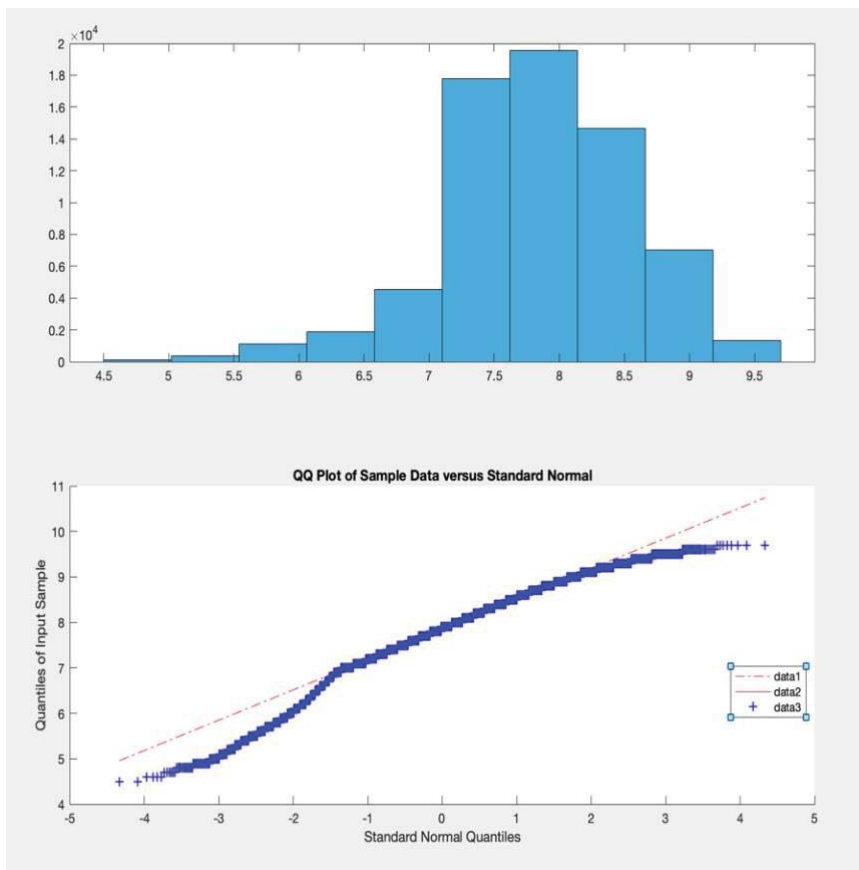 ×10⁴
2
1.8
1.6
1.4
1.2
1
0.8
0.6
0.4
0.2
0
4.5 5 5.5 6 6.5 7 7.5 8 8.5 9 9.5
QQ Plot of Sample Data versus Standard Normal
Quantiles of Input Sample
11
10
9
8
7
6
5
4
data1
data2
data3
-5 -4 -3 -2 -1 0 1 2 3 4 5
Standard Normal Quantiles